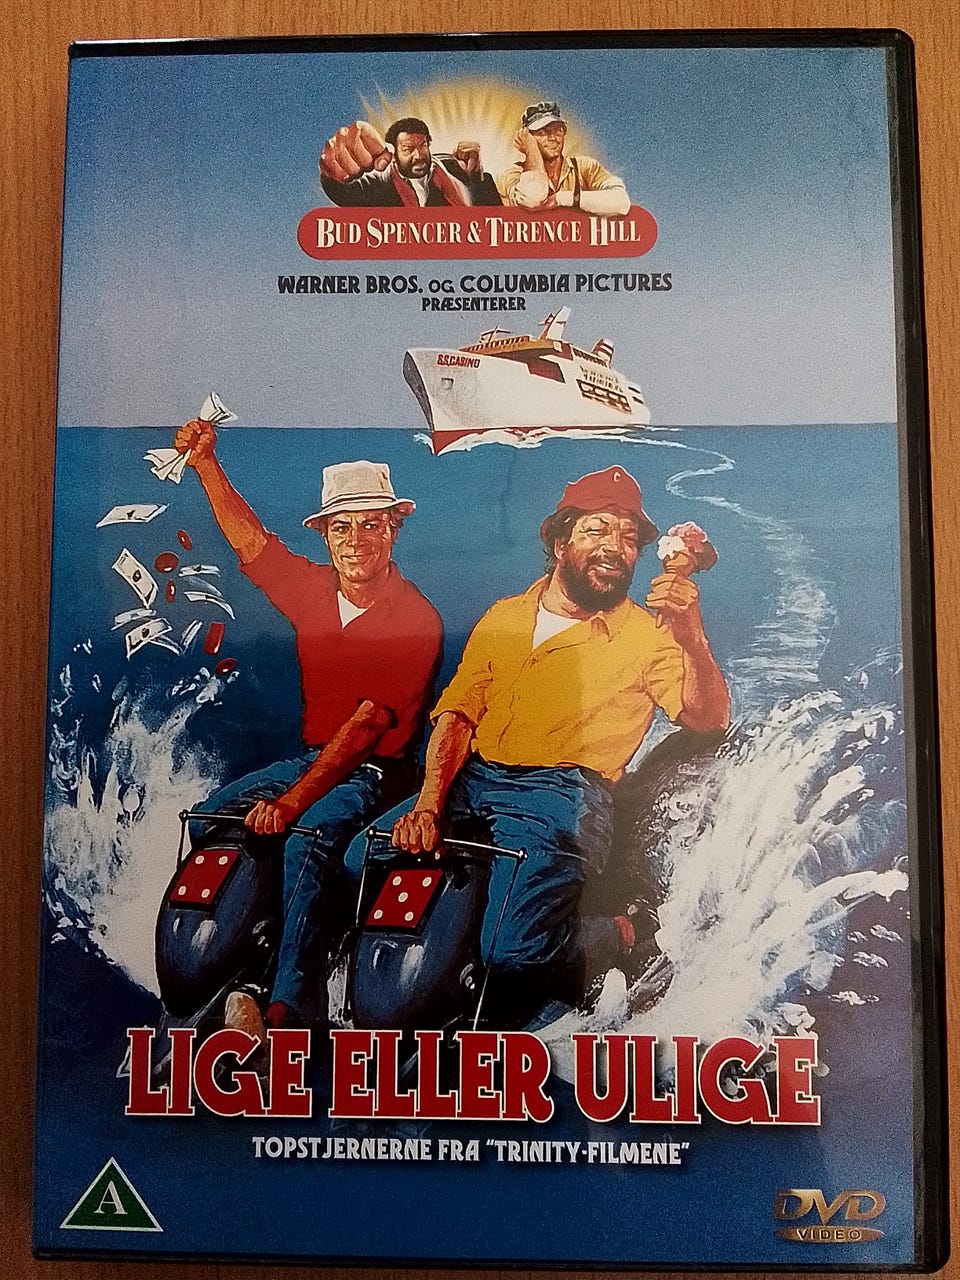 BUD SPENCER & TERENCE HILL
WARNER BROS. OG COLUMBIA PICTURES
PRÆSENTERER
S.S.CASINO
LIGE ELLER ULIGE
TOPSTJERNERNE FRA "TRINITY-FILMENE"
A
DVD
VIDEO